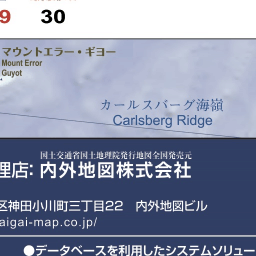 9 30
マウントエラー・ギヨー
Mount Error
Guyot
カールスバーグ海嶺
Carlsberg Ridge
国土交通省国土地理院発行地図全国発売元
理店: 内外地図株式会社
区神田小川町三丁目22 内外地図ビル
aigai-map.co.jp/
●データベースを利用したシステムソリュー